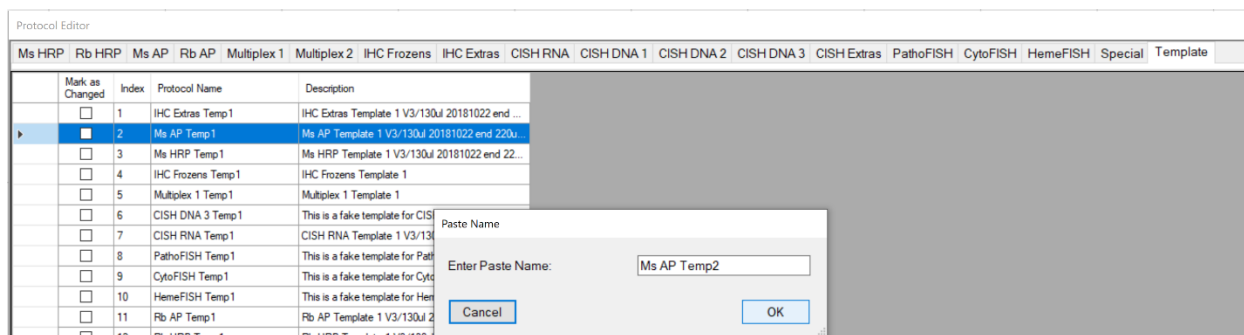 Protocol Editor
Ms HRP Rb HRP Ms AP Rb AP Multiplex 1 Multiplex 2 IHC Frozens IHC Extras CISH RNA CISH DNA 1 CISH DNA 2 CISH DNA 3 CISH Extras PathoFISH CytoFISH HemeFISH Special Template
Mark as Changed Index Protocol Name Description
1 IHC Extras Temp1 IHC Extras Template 1 V3/130ul 20181022 end ...
2 Ms AP Temp1 Ms AP Template 1 V3/130ul 20181022 end 220u...
3 Ms HRP Temp1 Ms HRP Template 1 V3/130ul 20181022 end 22...
4 IHC Frozens Temp1 IHC Frozens Template 1
5 Multiplex 1 Temp1 Multiplex 1 Template 1
6 CISH DNA 3 Temp1 This is a fake template for CISH
7 CISH RNA Temp1 CISH RNA Template 1 V3/130
8 PathoFISH Temp1 This is a fake template for Path
9 CytoFISH Temp1 This is a fake template for Cyto
10 HemeFISH Temp1 This is a fake template for Hem
11 Rb AP Temp1 Rb AP Template 1 V3/130ul 2
Paste Name
Enter Paste Name: Ms AP Temp2
Cancel OK